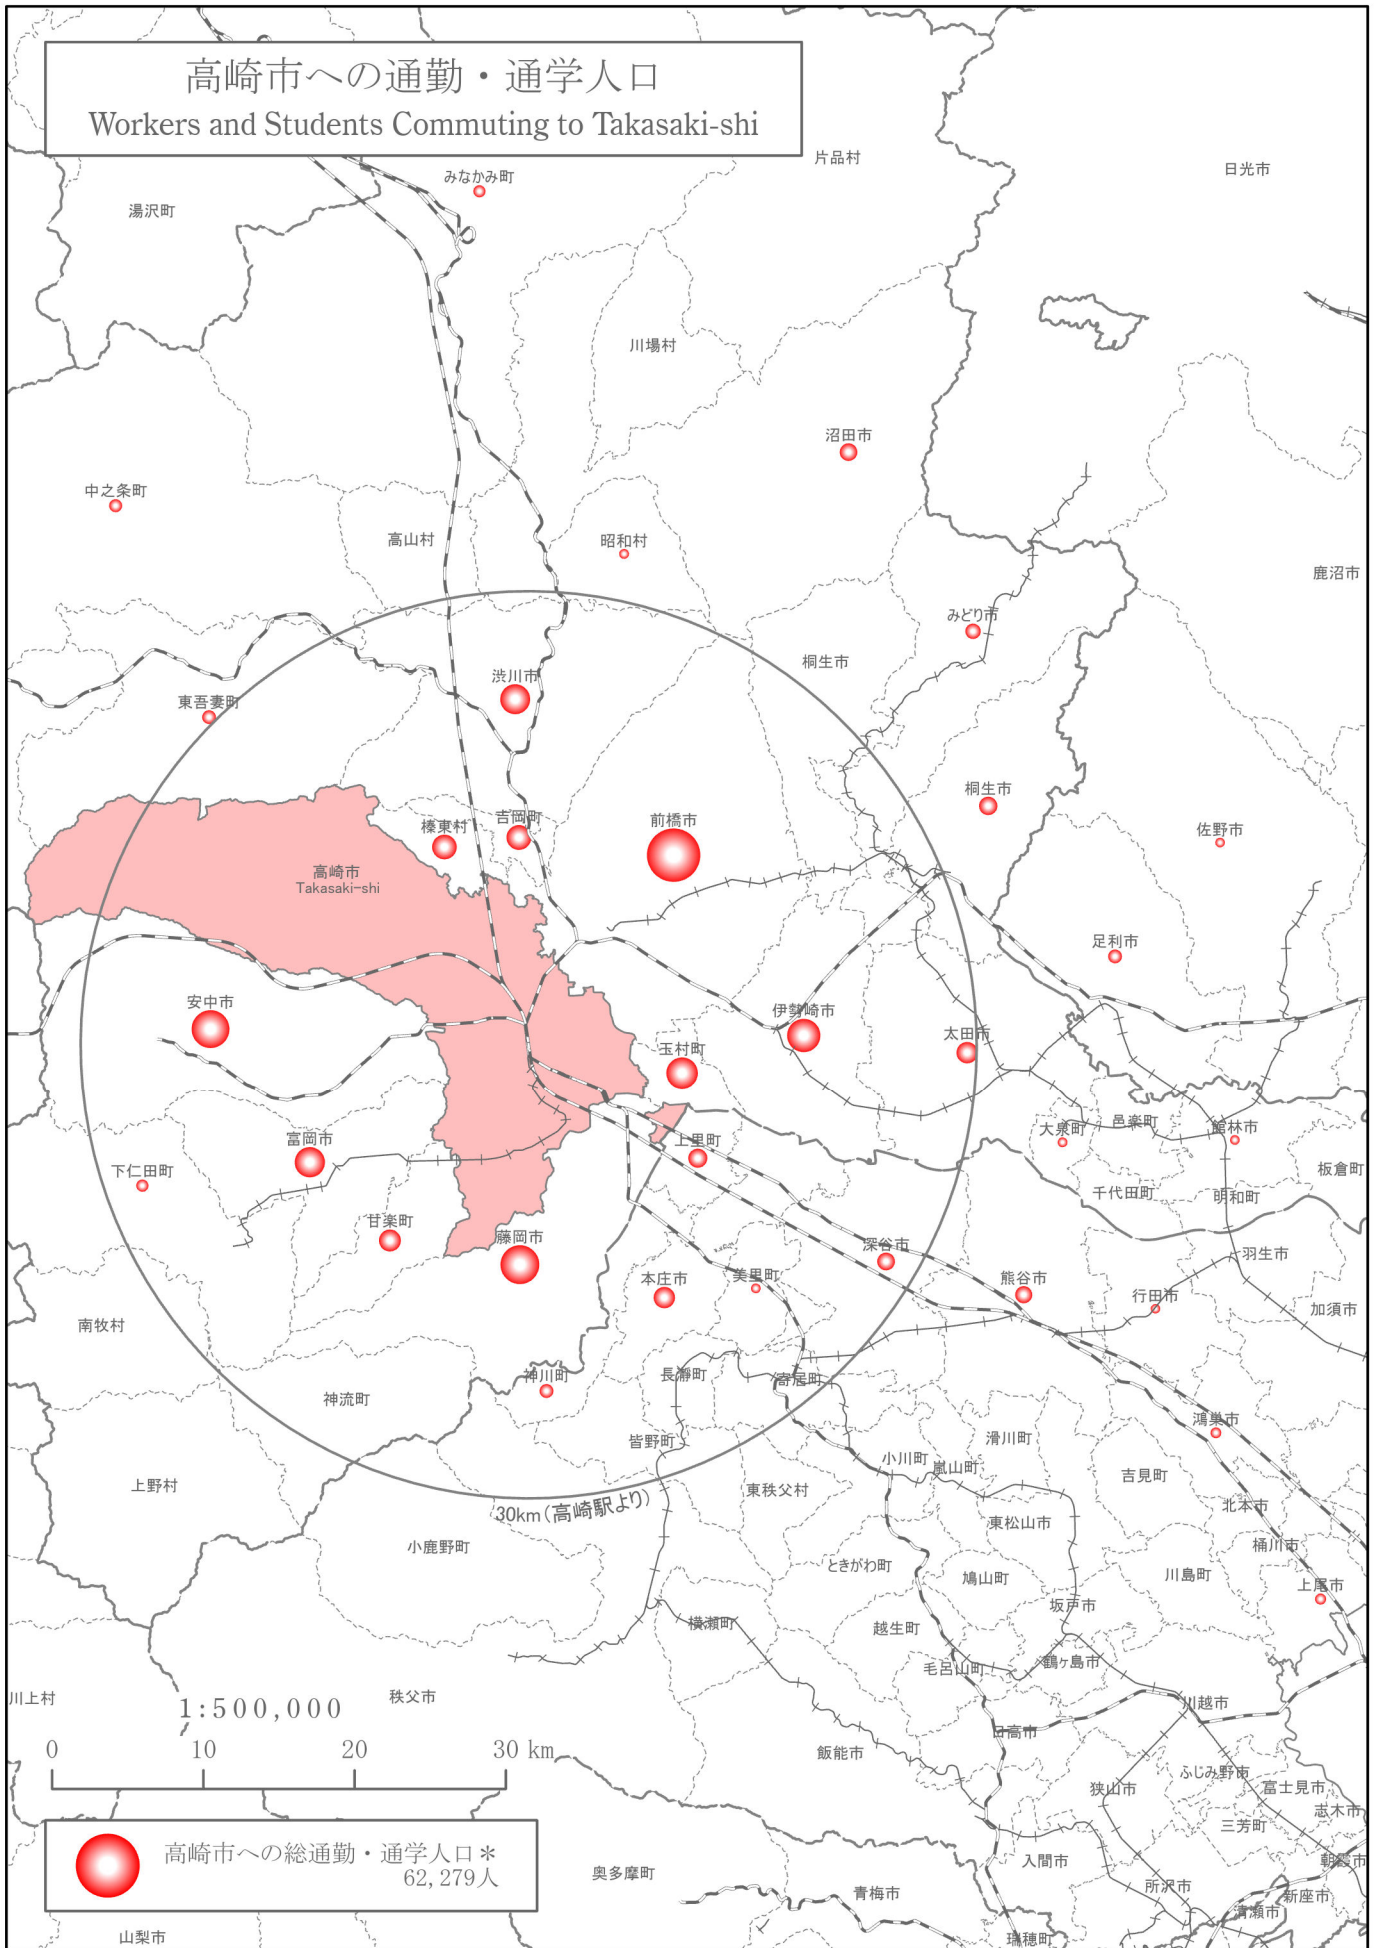 高崎市への通勤・通学人口
Workers and Students Commuting to Takasaki-shi
片品村
日光市
みなかみ町
湯沢町
川場村
沼田市
中之条町
高山村
昭和村
鹿沼市
みどり市
桐生市
渋川市
東吾妻町
桐生市
吉岡町
榛東村
前橋市
佐野市
高崎市
Takasaki-shi
足利市
安中市
伊勢崎市
太田市
玉村町
大泉町
邑楽町
館林市
富岡市
上里町
下仁田町
板倉町
千代田町
明和町
甘楽町
藤岡市
深谷市
羽生市
本庄市
美里町
熊谷市
行田市
加須市
南牧村
神川町
長瀞町
寄居町
神流町
鴻巣市
皆野町
滑川町
小川町
嵐山町
吉見町
上野村
東秩父村
30km(高崎駅より)
北本市
東松山市
小鹿野町
桶川市
ときがわ町
鳩山町
川島町
上尾市
坂戸市
横瀬町
越生町
毛呂山町
鶴ヶ島市
川上村
秩父市
川越市
1:500,000
日高市
0 10 20 30 km
飯能市
ふじみ野市
狭山市
富士見市
志木市
三芳町
高崎市への総通勤・通学人口＊
62,279人
入間市
朝霞市
奥多摩町
青梅市
所沢市
新座市
清瀬市
山梨市
瑞穂町